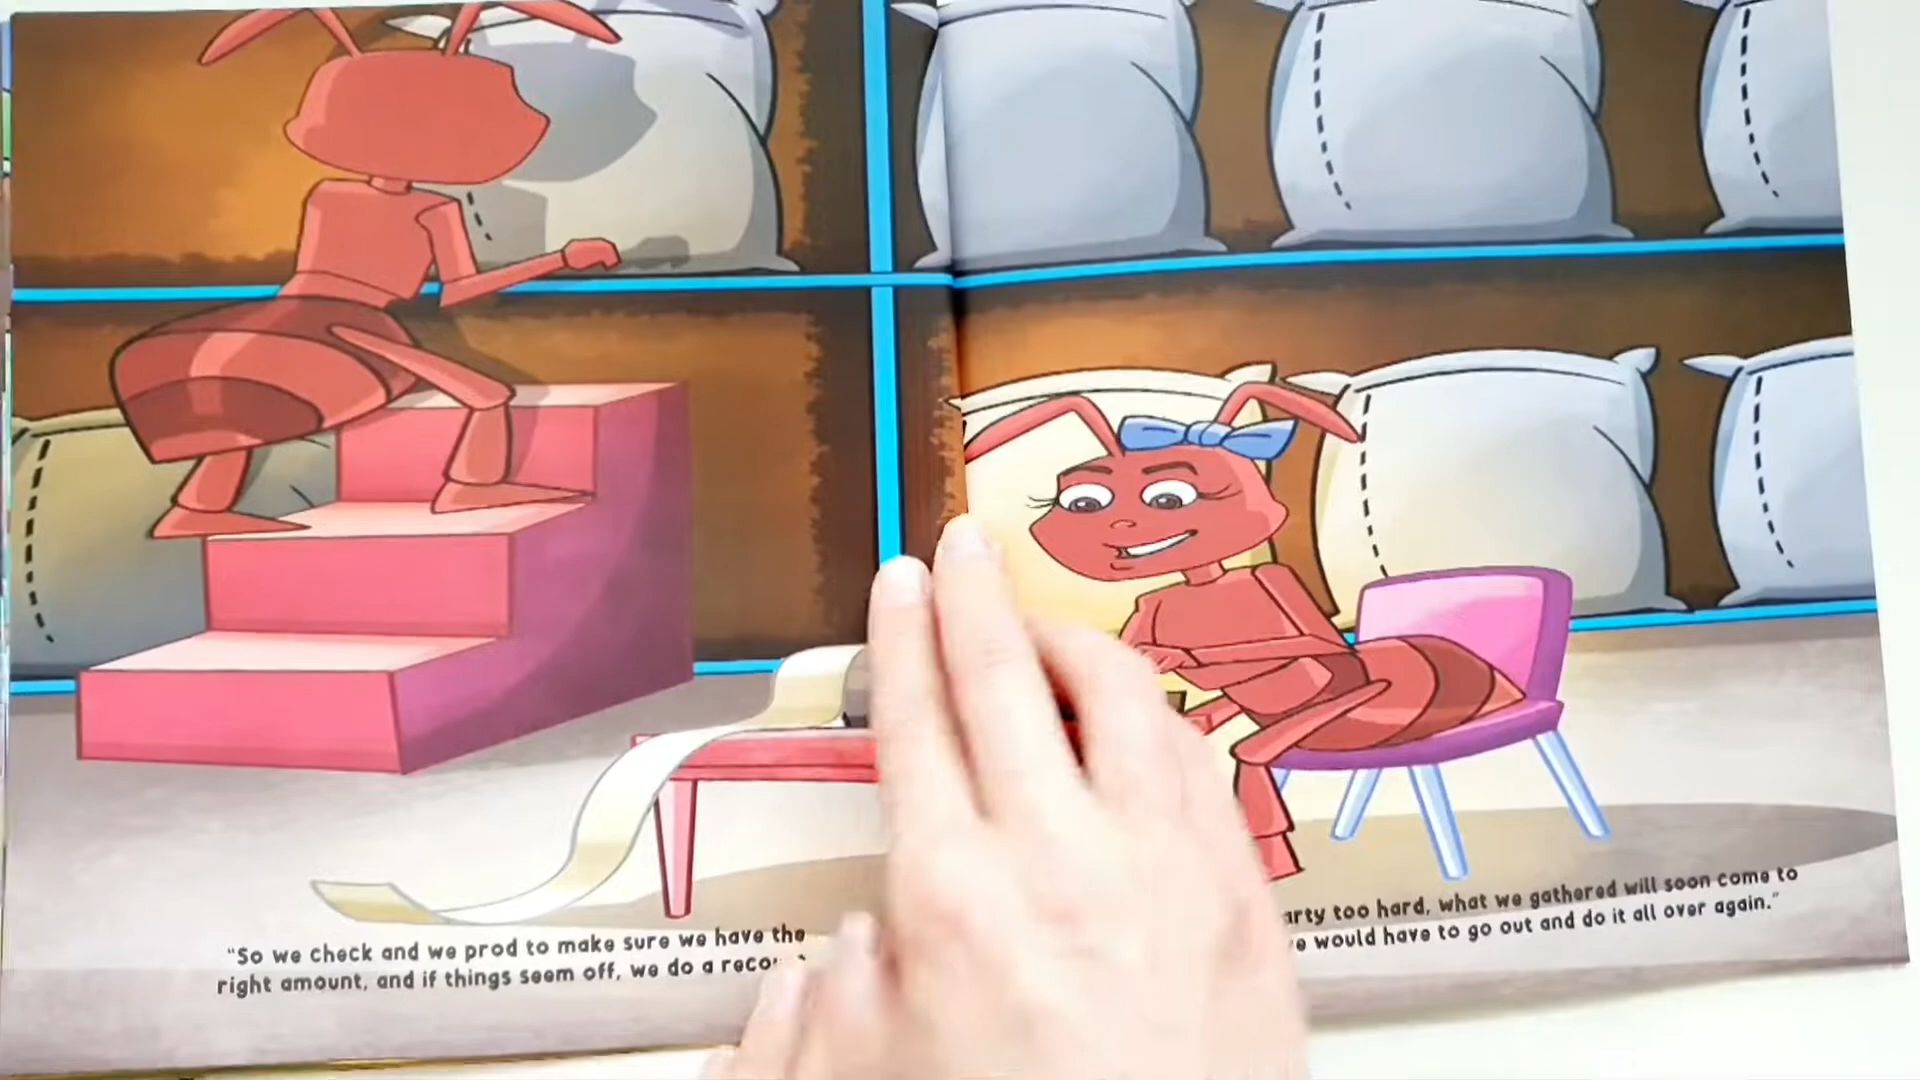 "So we check and we prod to make sure we have the
right amount, and if things seem off, we do a
too hard, what we gathered will soon come to
would have to go out and do it all over again."